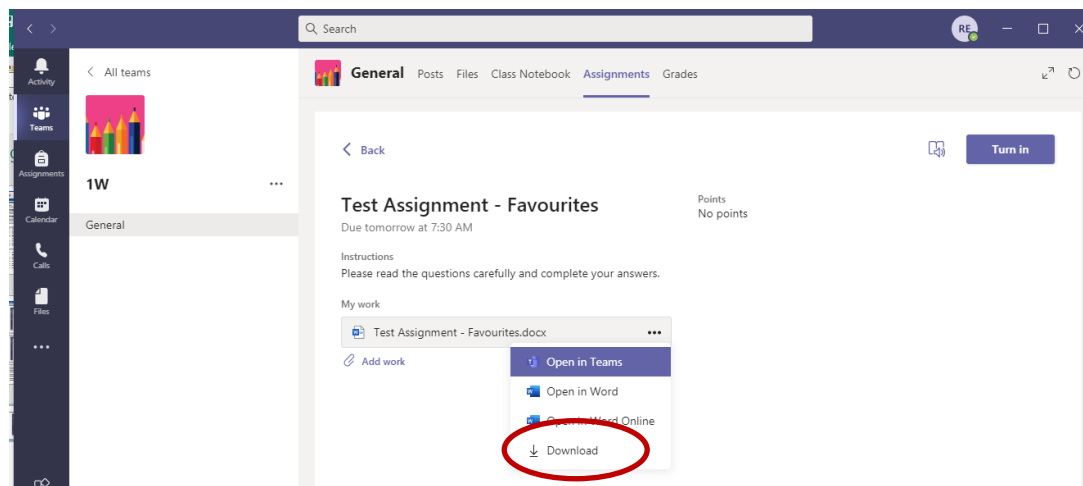 Search
RE
Activity
Teams
Assignments
Calendar
Calls
Files
All teams
1W
General
General Posts Files Class Notebook Assignments Grades
Back
Turn in
Test Assignment - Favourites
Due tomorrow at 7:30 AM
Points
No points
Instructions
Please read the questions carefully and complete your answers.
My work
Test Assignment - Favourites.docx
Add work
Open in Teams
Open in Word
Open in Word Online
Download